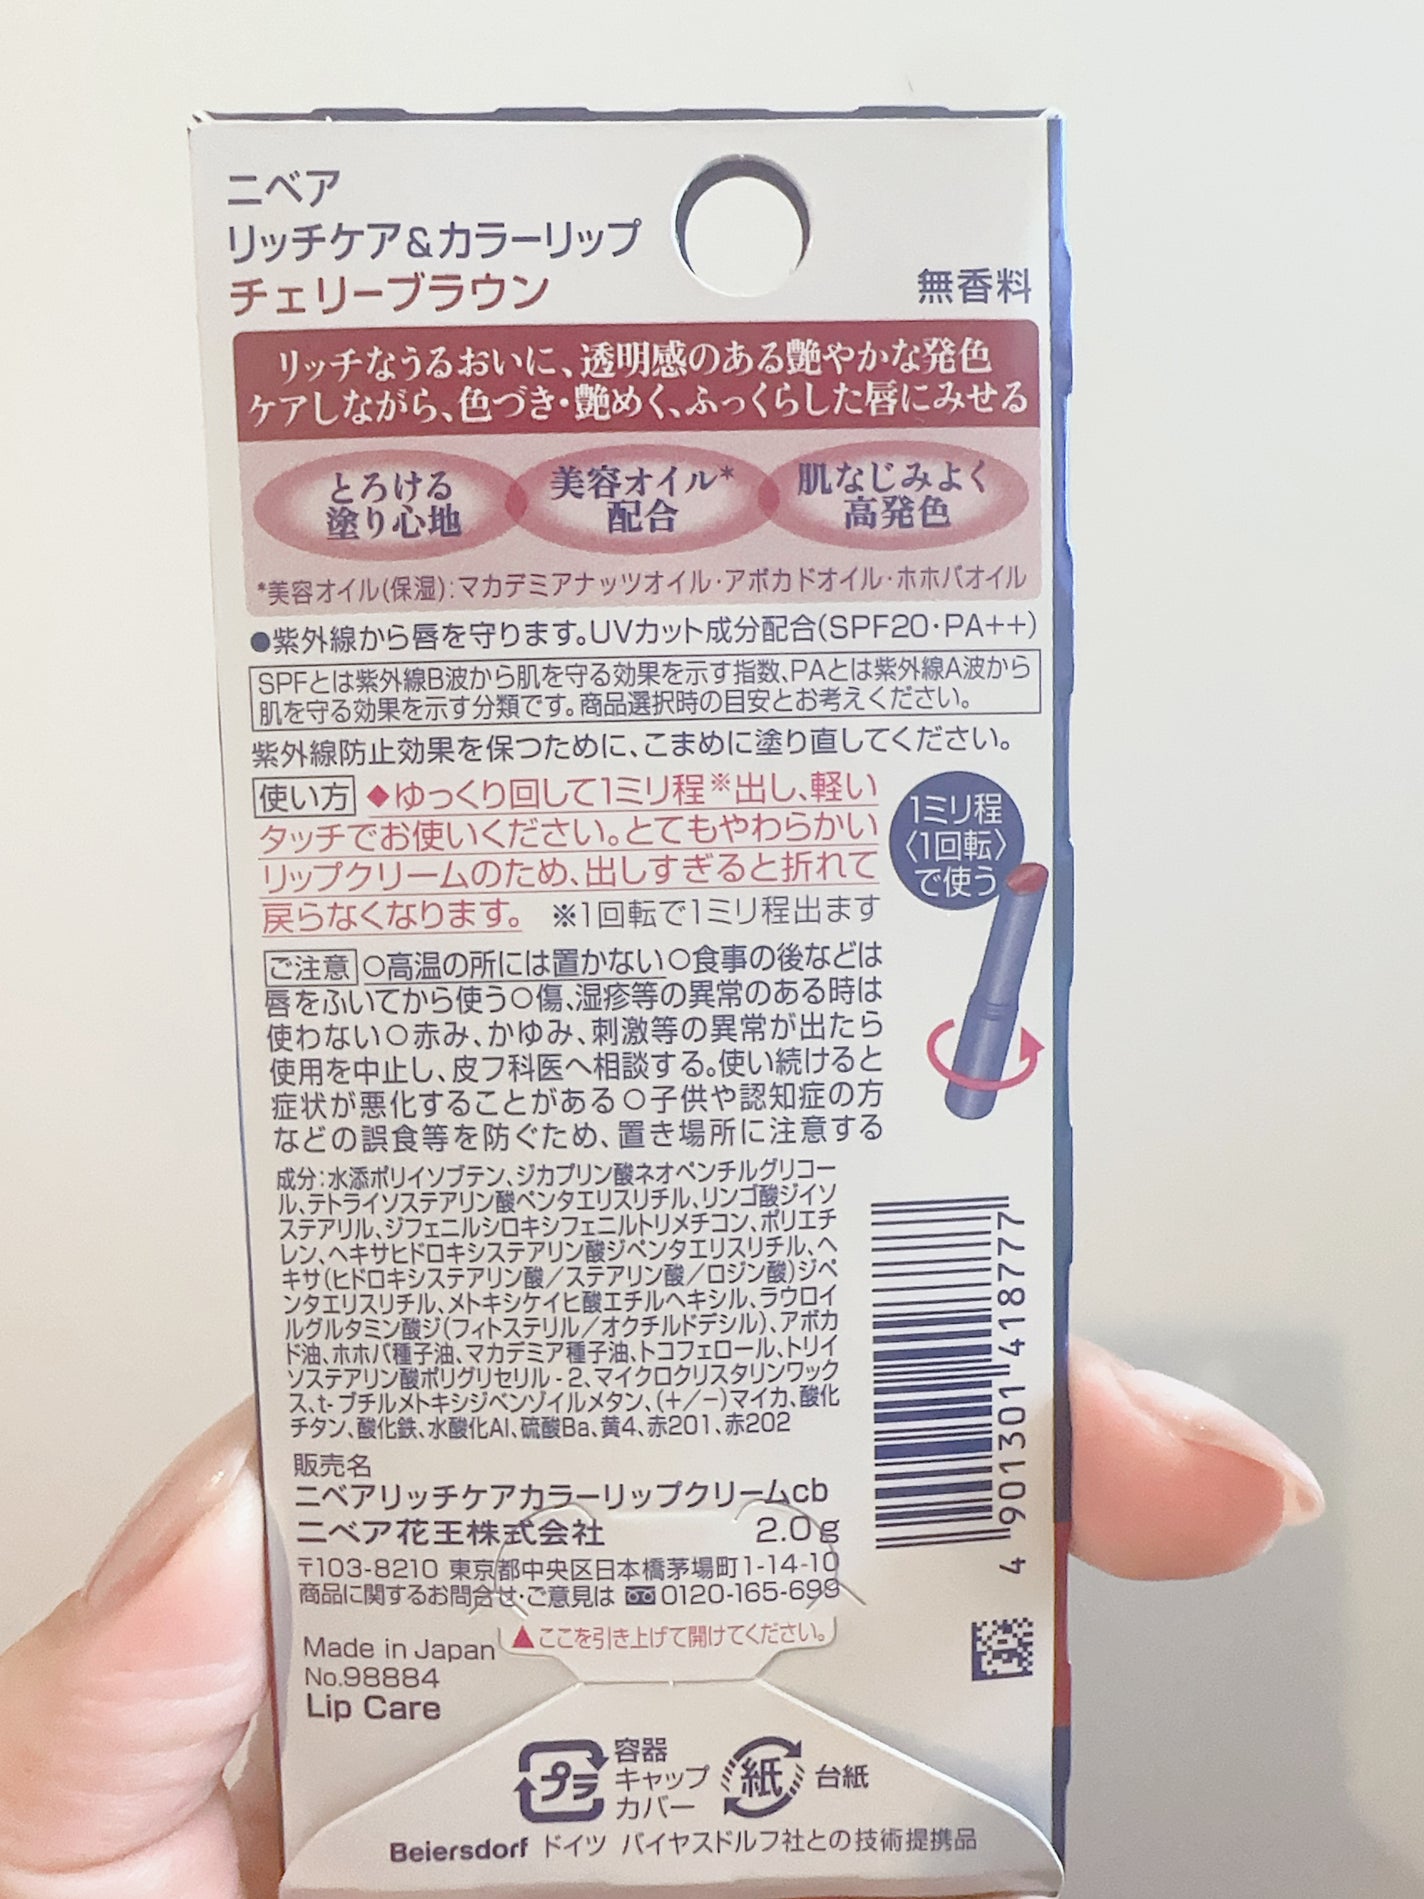 ニベア
リッチケア&カラーリップ
チェリーブラウン
無香料
リッチなうるおいに、透明感のある艶やかな発色
ケアしながら、色づき・艶めく、ふっくらした唇にみせる
とろける
塗り心地
美容オイル*
配合
肌なじみよく
高発色
*美容オイル(保湿):マカデミアナッツオイル・アボカドオイル・ホホバオイル
●紫外線から唇を守ります。UVカット成分配合(SPF20・PA++)
SPFとは紫外線B波から肌を守る効果を示す指数、PAとは紫外線A波から
肌を守る効果を示す分類です。商品選択時の目安とお考えください。
紫外線防止効果を保つために、こまめに塗り直してください。
使い方 ◆ゆっくり回して1ミリ程※出し、軽い
タッチでお使いください。とてもやわらかい
リップクリームのため、出しすぎると折れて
戻らなくなります。 ※1回転で1ミリ程出ます
1ミリ程
〈1回転〉
で使う
ご注意 ○高温の所には置かない○食事の後などは
唇をふいてから使う○傷、湿疹等の異常のある時は
使わない○赤み、かゆみ、刺激等の異常が出たら
使用を中止し、皮フ科医へ相談する。使い続けると
症状が悪化することがある○子供や認知症の方
などの誤食等を防ぐため、置き場所に注意する
成分:水添ポリイソブテン、ジカプリン酸ネオペンチルグリコー
ル、テトライソステアリン酸ペンタエリスリチル、リンゴ酸ジイソ
ステアリル、ジフェニルシロキシフェニルトリメチコン、ポリエチ
レン、ヘキサヒドロキシステアリン酸ジペンタエリスリチル、ヘ
キサ(ヒドロキシステアリン酸/ステアリン酸/ロジン酸)ジペ
ンタエリスリチル、メトキシケイヒ酸エチルヘキシル、ラウロイ
ルグルタミン酸ジ(フィトステリル/オクチルドデシル)、アボカ
ド油、ホホバ種子油、マカデミア種子油、トコフェロール、トリイ
ソステアリン酸ポリグリセリル-2、マイクロクリスタリンワック
ス、t-ブチルメトキシジベンゾイルメタン、(+/−)マイカ、酸化
チタン、酸化鉄、水酸化Al、硫酸Ba、黄4、赤201、赤202
4 901301 418777
販売名
ニベアリッチケアカラーリップクリームcb
ニベア花王株式会社 2.0g
〒103-8210 東京都中央区日本橋茅場町1-14-10
商品に関するお問合せ・ご意見は 0120-165-699
▲ここを引き上げて開けてください。
Made in Japan
No.98884
Lip Care
プラ
容器
キャップ
カバー
紙
台紙
Beiersdorf ドイツ バイヤスドルフ社との技術提携品